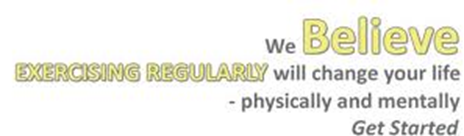 We Believe
EXERCISING REGULARLY will change your life
- physically and mentally
Get Started